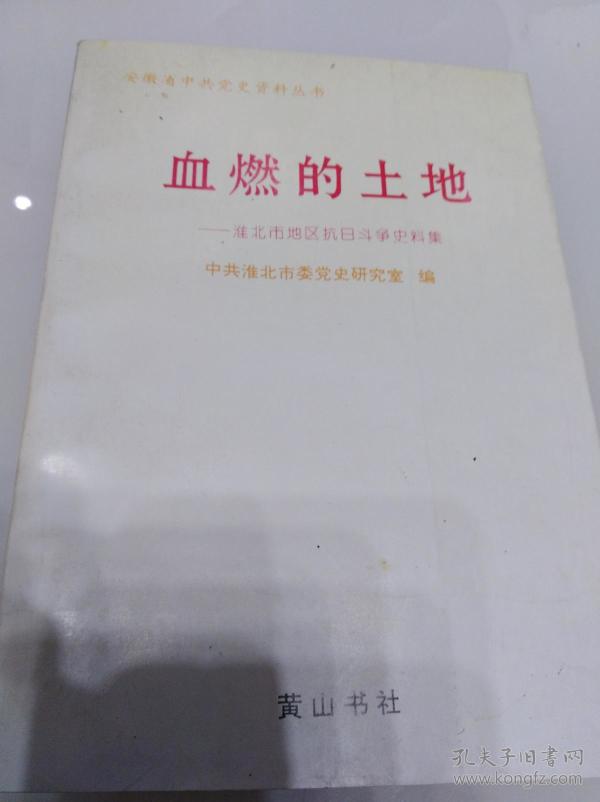 安徽省中共党史资料丛书
血燃的土地
——淮北市地区抗日斗争史料集
中共淮北市委党史研究室 编
黄山书社
孔夫子旧书网
www.kongfz.com